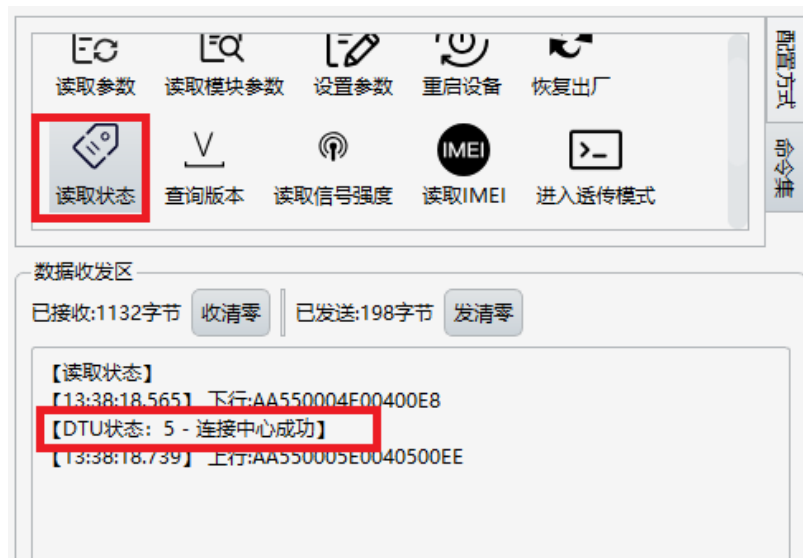 读取参数 读取模块参数 设置参数 重启设备 恢复出厂
配置方式
IMEI
读取状态 查询版本 读取信号强度 读取IMEI 进入透传模式
命令集
数据收发区
已接收:1132字节 收清零 已发送:198字节 发清零
【读取状态】
【13:38:18.565】 下行:AA550004E00400E8
【DTU状态：5 - 连接中心成功】
【13:38:18.739】 上行:AA550005E0040500EE